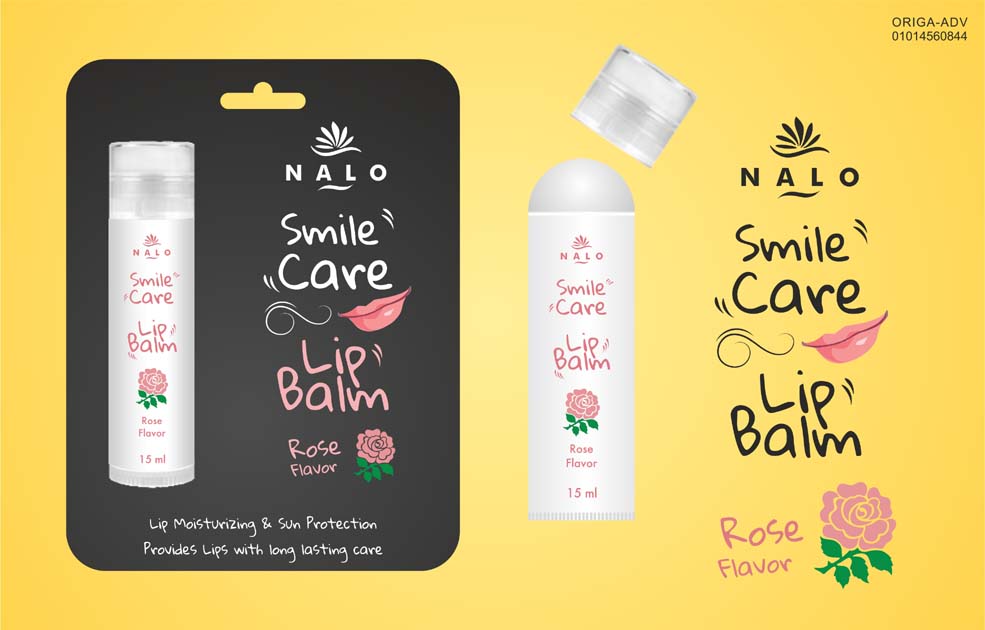 ORIGA-ADV
01014560844
NALO
Smile
Care
Lip
Balm
Rose
Flavor
15 ml
NALO
Smile
Care
Lip
Balm
Rose
Flavor
Lip Moisturizing & Sun Protection
Provides Lips with long lasting care
NALO
Smile
Care
Lip
Balm
Rose
Flavor
15 ml
NALO
Smile
Care
Lip
Balm
Rose
Flavor